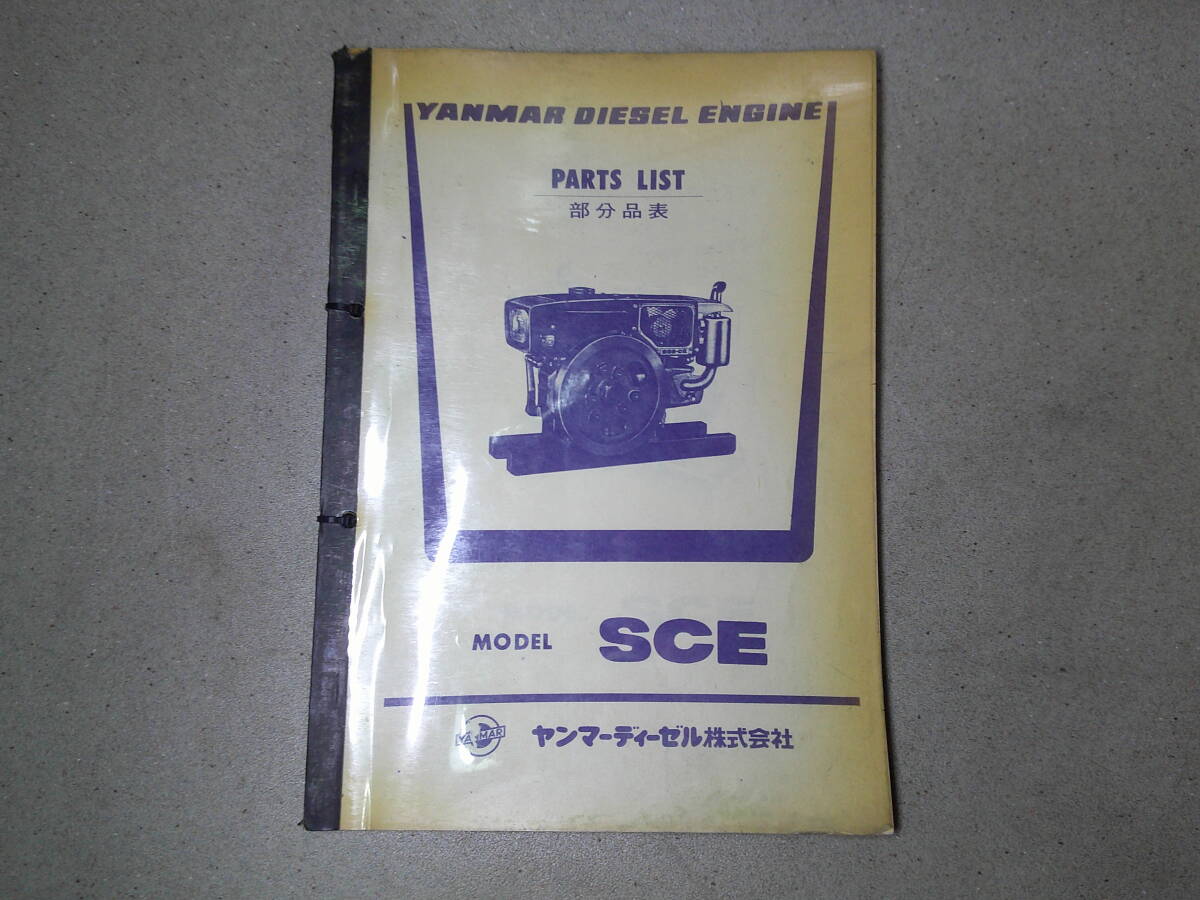 YANMAR DIESEL ENGINE
PARTS LIST
部分品表
MODEL SCE
YANMAR
ヤンマーディーゼル株式会社